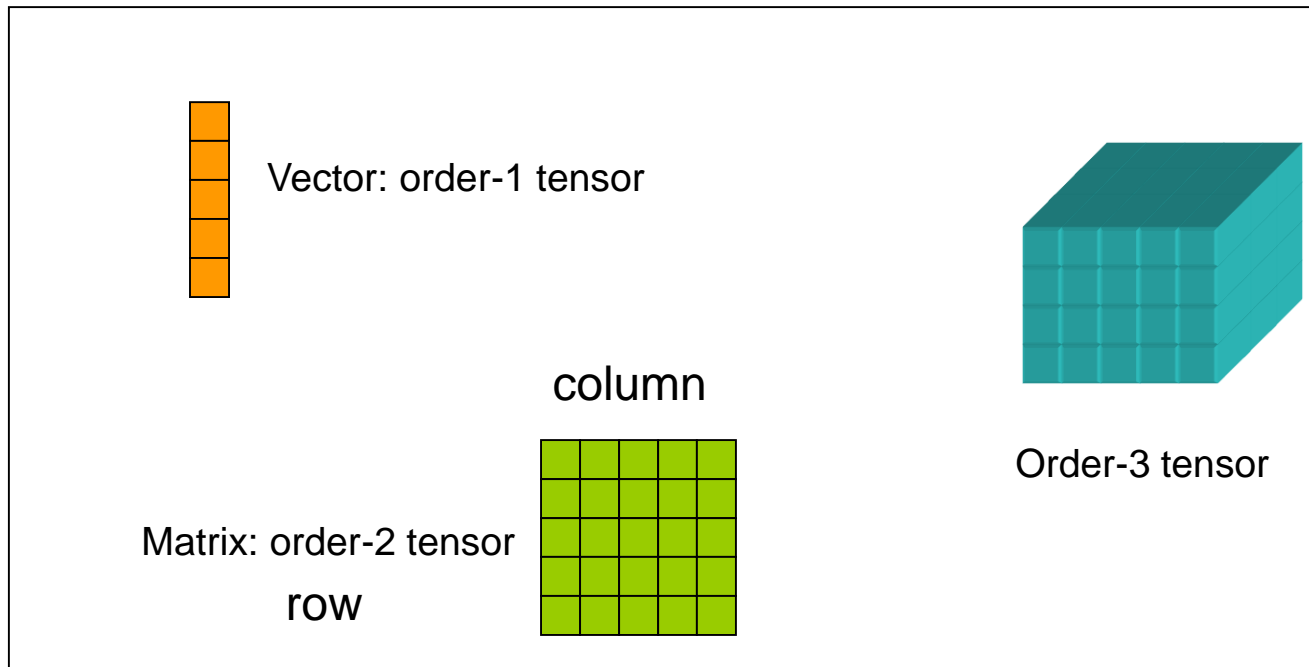 Vector: order-1 tensor
column
Order-3 tensor
Matrix: order-2 tensor
row